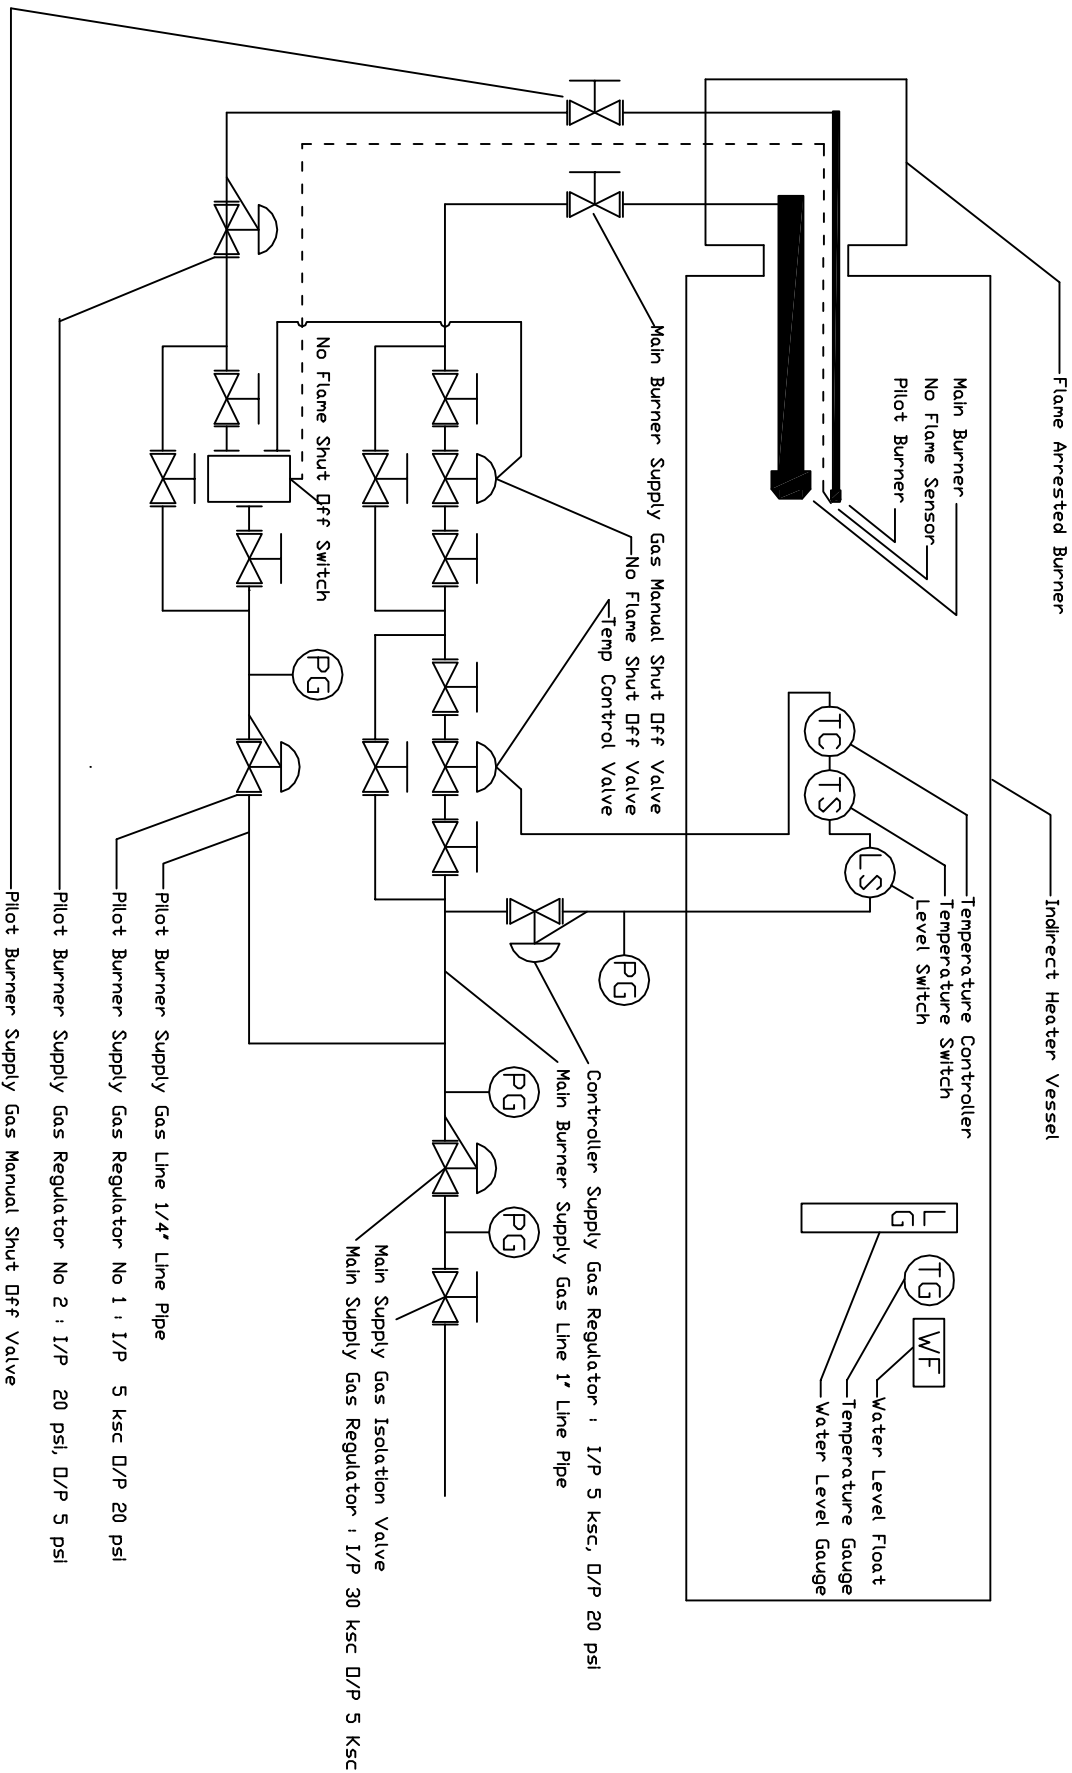 Flame Arrested Burner
Indirect Heater Vessel
Main Burner
No Flame Sensor
Pilot Burner
TC
TS
LS
Temperature Controller
Temperature Switch
Level Switch
L
G
TG
WF
Water Level Float
Temperature Gauge
Water Level Gauge
Main Burner Supply Gas Manual Shut Off Valve
No Flame Shut Off Valve
Temp Control Valve
PG
Controller Supply Gas Regulator : I/P 5 ksc, O/P 20 psi
Main Burner Supply Gas Line 1" Line Pipe
PG
PG
Main Supply Gas Isolation Valve
Main Supply Gas Regulator : I/P 30 ksc O/P 5 Ksc
No Flame Shut Off Switch
PG
Pilot Burner Supply Gas Line 1/4" Line Pipe
Pilot Burner Supply Gas Regulator No 1 : I/P 5 ksc O/P 20 psi
Pilot Burner Supply Gas Regulator No 2 : I/P 20 psi, O/P 5 psi
Pilot Burner Supply Gas Manual Shut Off Valve